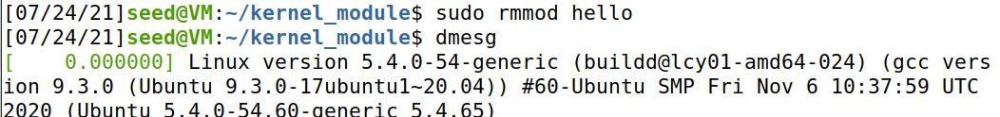 [07/24/21]seed@VM:~/kernel_module$ sudo rmmod hello
[07/24/21]seed@VM:~/kernel_module$ dmesg
[    0.000000] Linux version 5.4.0-54-generic (buildd@lcy01-amd64-024) (gcc vers
ion 9.3.0 (Ubuntu 9.3.0-17ubuntu1~20.04)) #60-Ubuntu SMP Fri Nov 6 10:37:59 UTC
2020 (Ubuntu 5.4.0-54.60-generic 5.4.65)